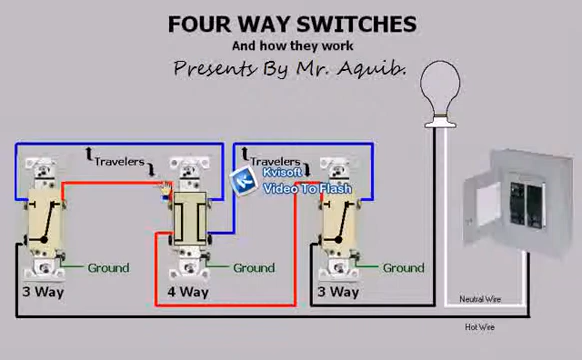 FOUR WAY SWITCHES
And how they work
Presents By Mr. Aquib.
Travelers
Travelers
Kvisoft
Video To Flash
Ground
Ground
Ground
3 Way
4 Way
3 Way
Neutral Wire
Hot Wire